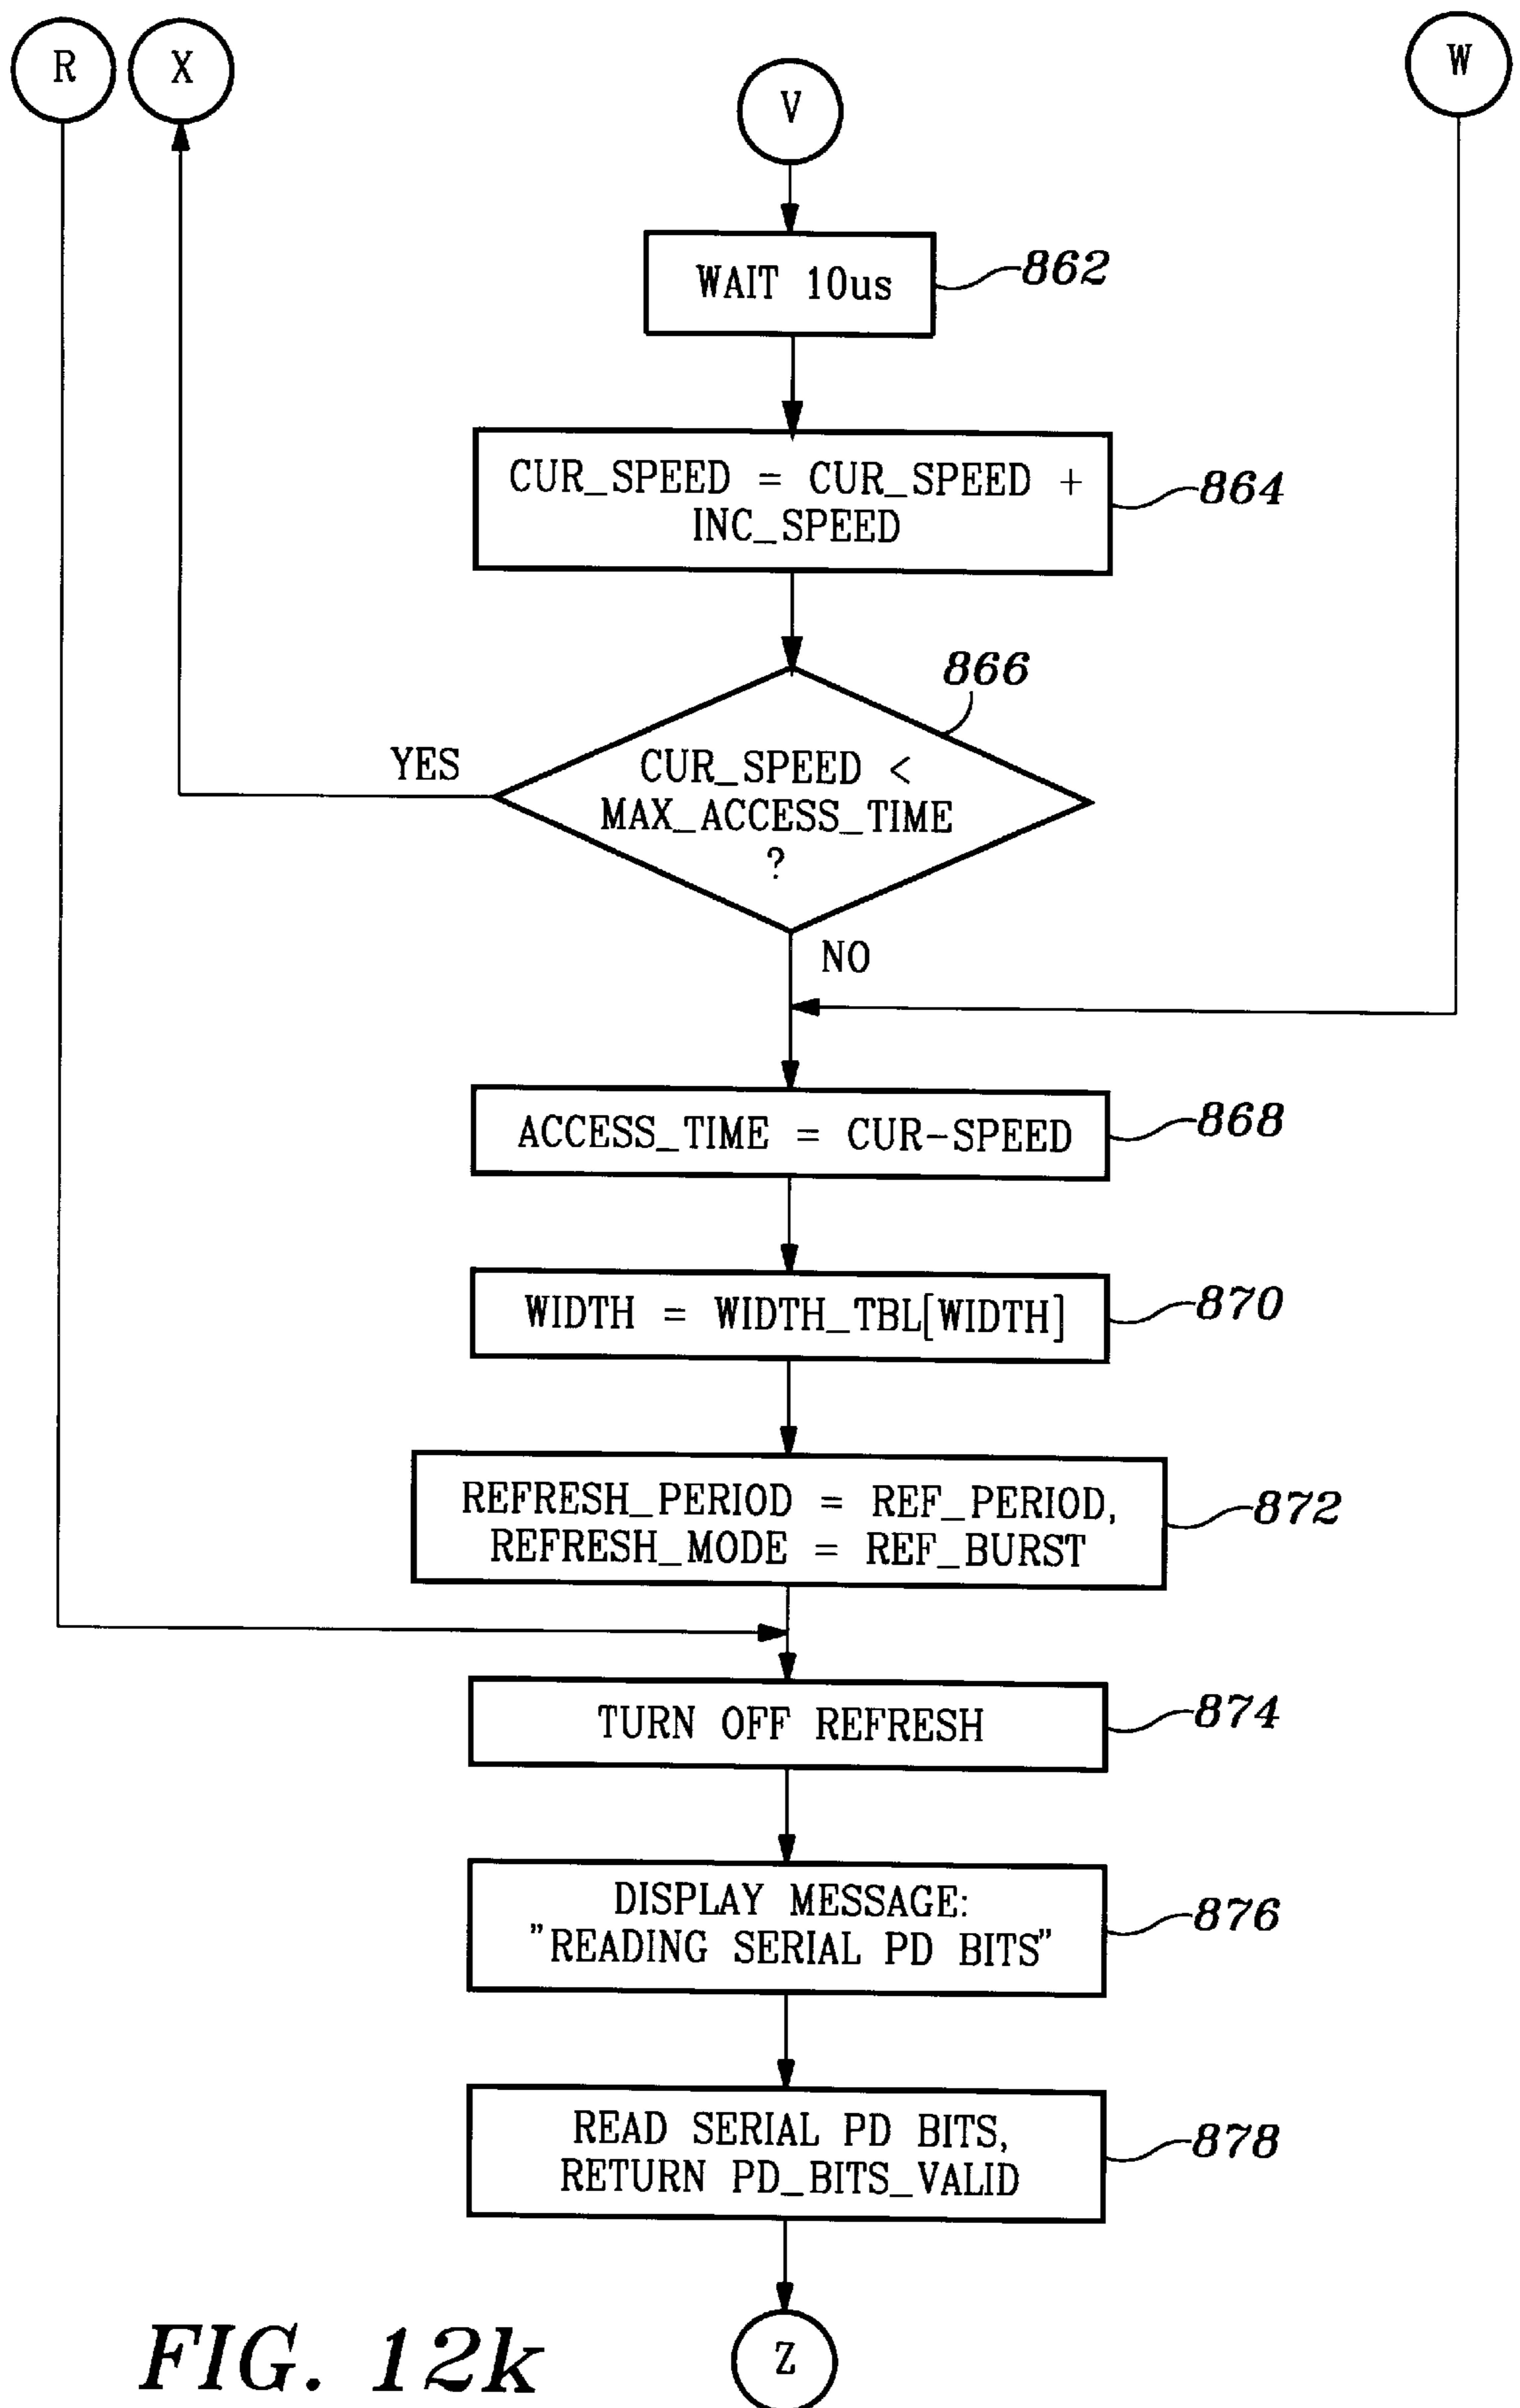 R
X
V
W
WAIT 10us
862
CUR_SPEED = CUR_SPEED +
INC_SPEED
864
866
YES
CUR_SPEED <
MAX_ACCESS_TIME
?
NO
ACCESS_TIME = CUR-SPEED
868
WIDTH = WIDTH_TBL[WIDTH]
870
REFRESH_PERIOD = REF_PERIOD,
REFRESH_MODE = REF_BURST
872
TURN OFF REFRESH
874
DISPLAY MESSAGE:
"READING SERIAL PD BITS"
876
READ SERIAL PD BITS,
RETURN PD_BITS_VALID
878
Z
FIG. 12k